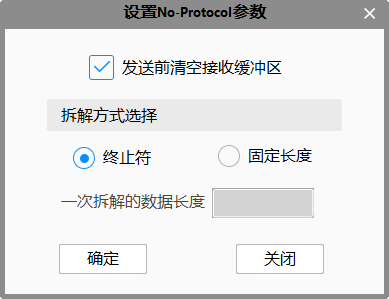 设置No-Protocol参数
发送前清空接收缓冲区
拆解方式选择
终止符 固定长度
一次拆解的数据长度
确定 关闭